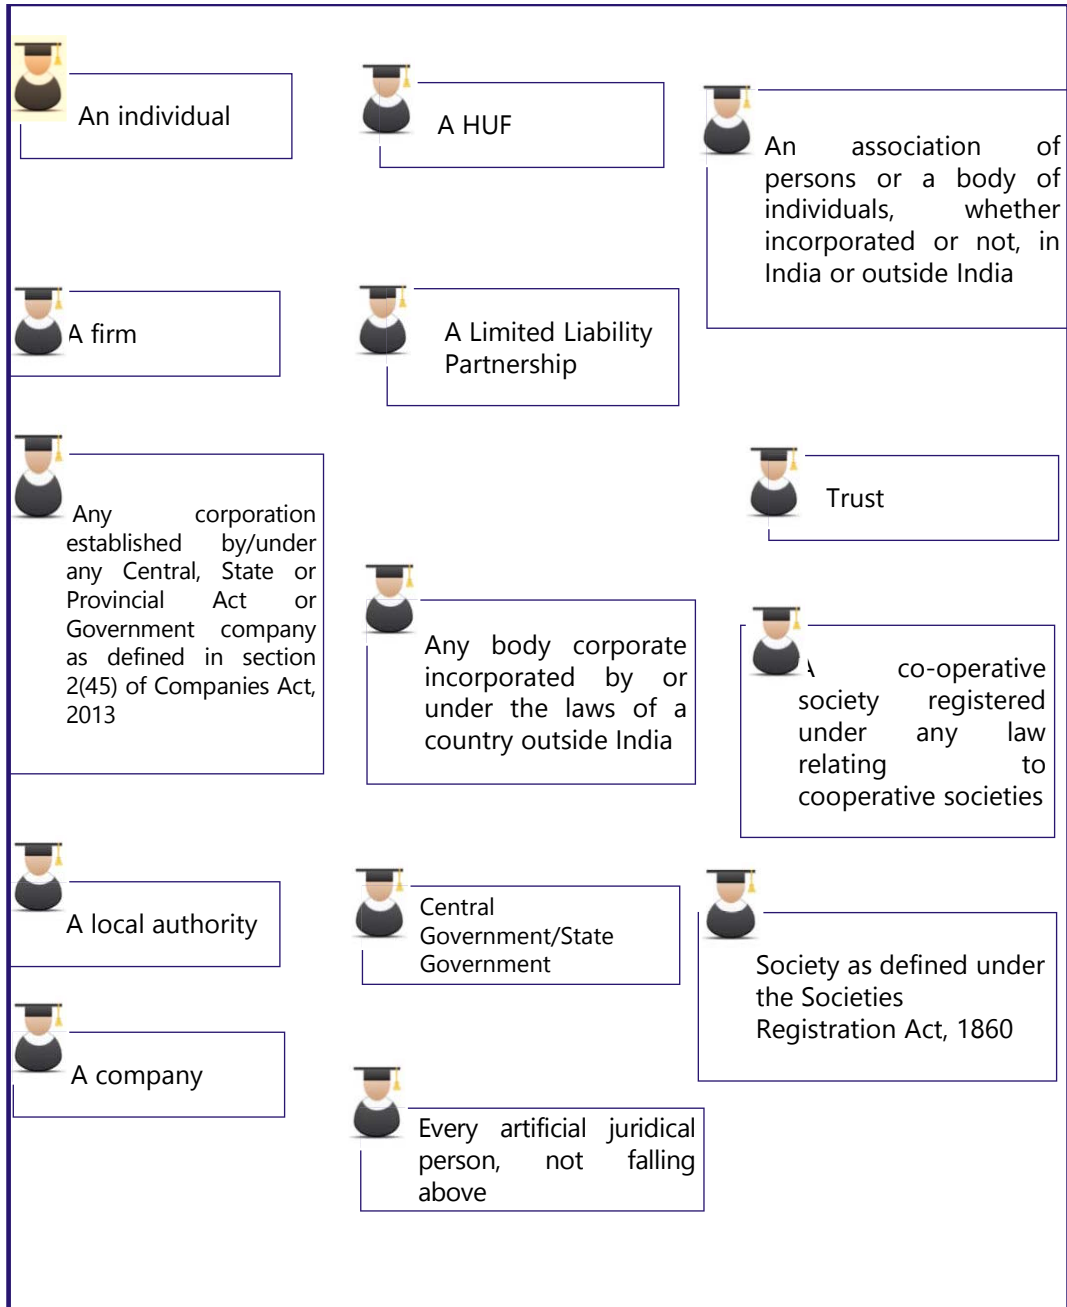 An individual
A HUF
An association of
persons or a body of
individuals, whether
incorporated or not, in
India or outside India
A firm
A Limited Liability
Partnership
Any corporation
established by/under
any Central, State or
Provincial Act or
Government company
as defined in section
2(45) of Companies Act,
2013
Trust
Any body corporate
incorporated by or
under the laws of a
country outside India
A co-operative
society registered
under any law
relating to
cooperative societies
A local authority
Central
Government/State
Government
Society as defined under
the Societies
Registration Act, 1860
A company
Every artificial juridical
person, not falling
above